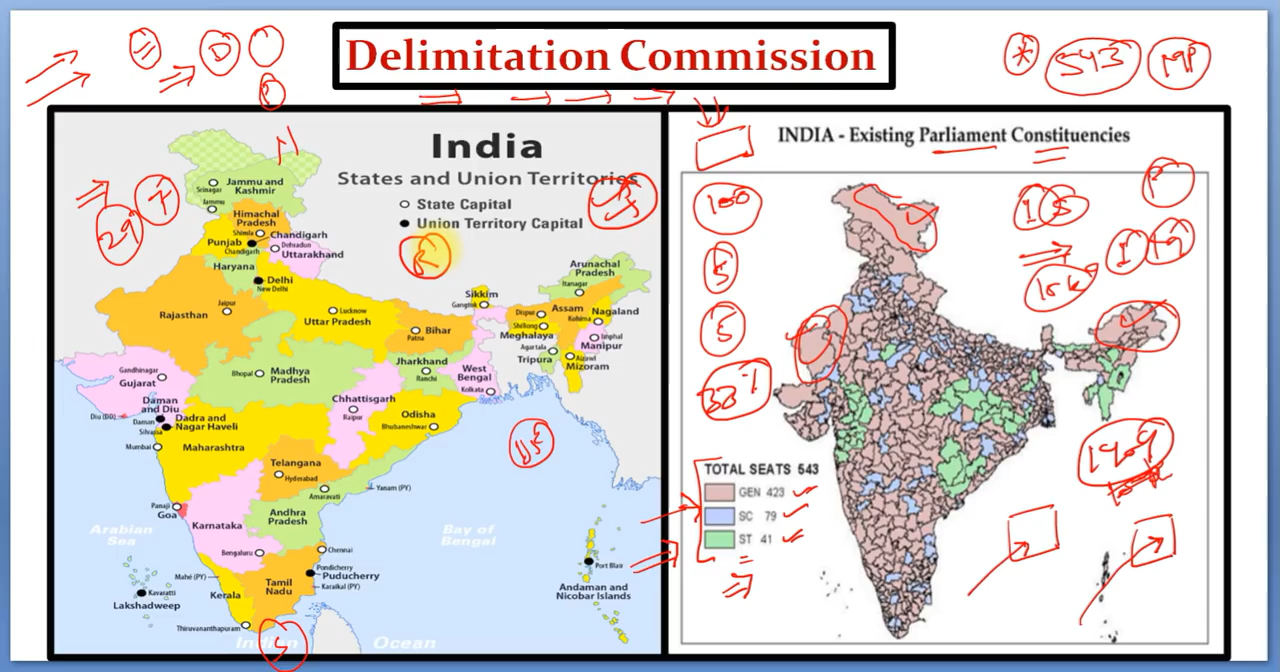 Delimitation Commission
= D
P
* 543 MP
India
States and Union Territories
State Capital
Union Territory Capital
N
29 7
R
S
Srinagar
Jammu and
Kashmir
Jammu
Himachal
Pradesh
Shimla
Punjab
Chandigarh
Chandigarh
Dehradun
Uttarakhand
Haryana
Delhi
New Delhi
Rajasthan
Jaipur
Lucknow
Uttar Pradesh
Bihar
Patna
Sikkim
Gangtok
Arunachal
Pradesh
Itanagar
Assam
Dispur
Nagaland
Kohima
Shillong
Meghalaya
Imphal
Manipur
Agartala
Tripura
Aizawl
Mizoram
Gandhinagar
Gujarat
Bhopal
Madhya
Pradesh
Jharkhand
Ranchi
West
Bengal
Kolkata
Chhattisgarh
Raipur
Odisha
Bhubaneshwar
Daman
and Diu
Diu (DD)
Daman
Silvassa
Dadra and
Nagar Haveli
Mumbai
Maharashtra
Telangana
Hyderabad
Amaravati
Yanam (PY)
Andhra
Pradesh
Panaji
Goa
Karnataka
Bengaluru
Chennai
Pondicherry
Puducherry
Karaikal (PY)
Mahé (PY)
Kerala
Tamil
Nadu
Thiruvananthapuram
Kavaratti
Lakshadweep
Port Blair
Andaman and
Nicobar Islands
Arabian
Sea
Bay of
Bengal
Indian Ocean
INDIA - Existing Parliament Constituencies
100
5
5
33%
TOTAL SEATS 543
GEN 423
SC 79
ST 41